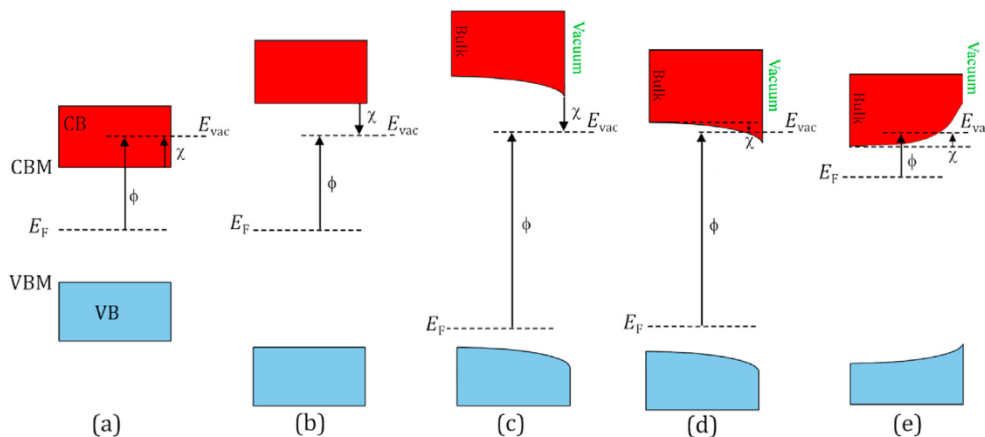 CB
E_vac
χ
CBM
ϕ
E_F
VBM
VB
(a)
χ
E_vac
ϕ
E_F
(b)
Bulk
Vacuum
χ
E_vac
ϕ
E_F
(c)
Bulk
Vacuum
E_vac
χ
ϕ
E_F
(d)
Vacuum
Bulk
E_va
χ
ϕ
E_F
(e)